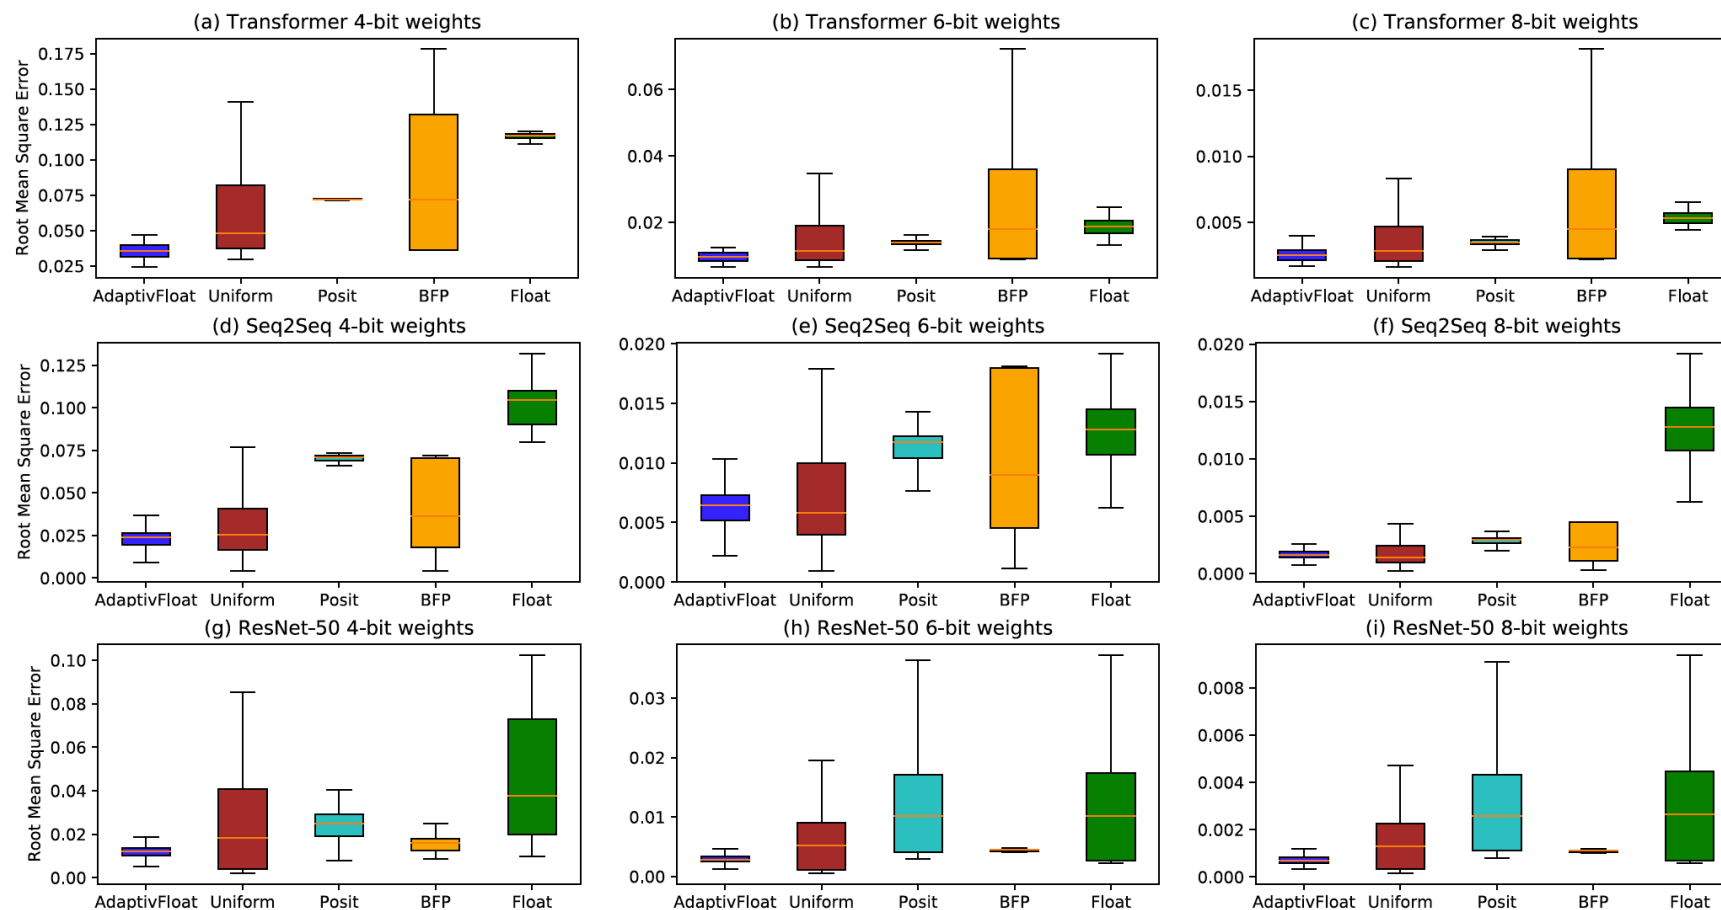 (a) Transformer 4-bit weights
(b) Transformer 6-bit weights
(c) Transformer 8-bit weights
Root Mean Square Error
0.175
0.150
0.125
0.100
0.075
0.050
0.025
AdaptivFloat Uniform Posit BFP Float
0.06
0.04
0.02
AdaptivFloat Uniform Posit BFP Float
0.015
0.010
0.005
AdaptivFloat Uniform Posit BFP Float
(d) Seq2Seq 4-bit weights
(e) Seq2Seq 6-bit weights
(f) Seq2Seq 8-bit weights
Root Mean Square Error
0.125
0.100
0.075
0.050
0.025
0.000
AdaptivFloat Uniform Posit BFP Float
0.020
0.015
0.010
0.005
0.000
AdaptivFloat Uniform Posit BFP Float
0.020
0.015
0.010
0.005
0.000
AdaptivFloat Uniform Posit BFP Float
(g) ResNet-50 4-bit weights
(h) ResNet-50 6-bit weights
(i) ResNet-50 8-bit weights
Root Mean Square Error
0.10
0.08
0.06
0.04
0.02
0.00
AdaptivFloat Uniform Posit BFP Float
0.03
0.02
0.01
0.00
AdaptivFloat Uniform Posit BFP Float
0.008
0.006
0.004
0.002
0.000
AdaptivFloat Uniform Posit BFP Float